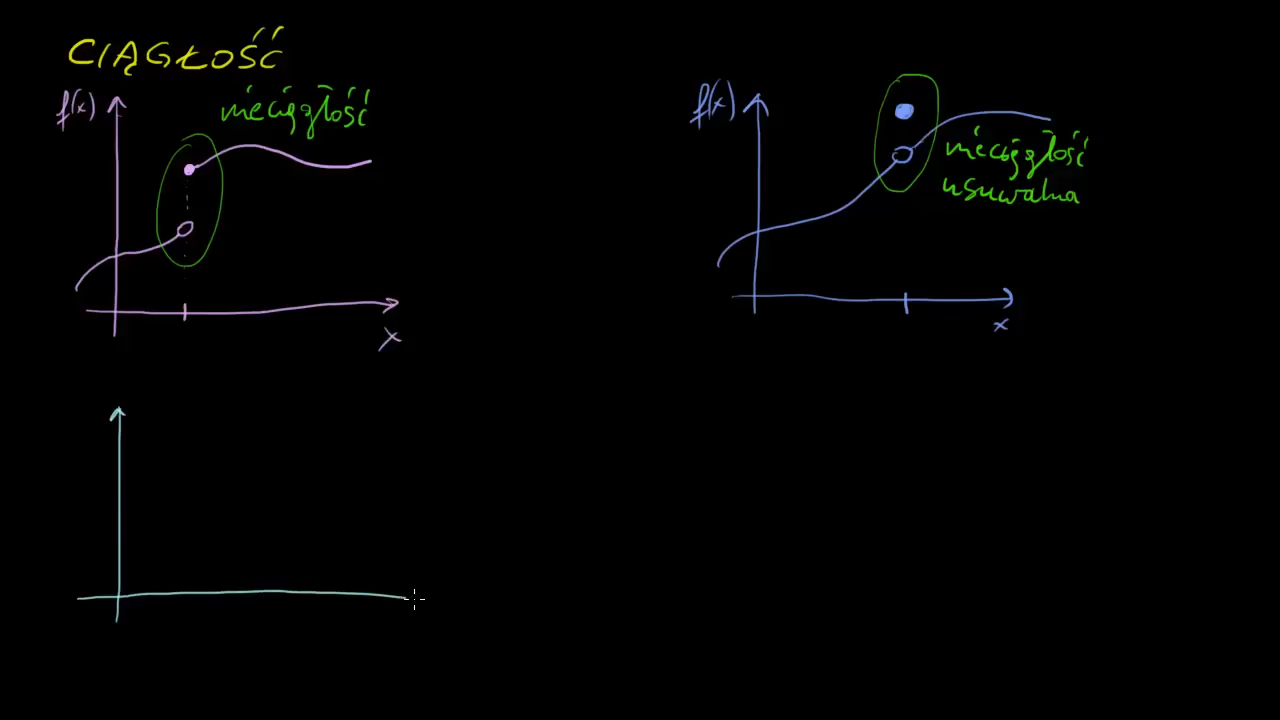 CIĄGŁOŚĆ
f(x)
nieciągłość
x
f(x)
nieciągłość
usuwalna
x